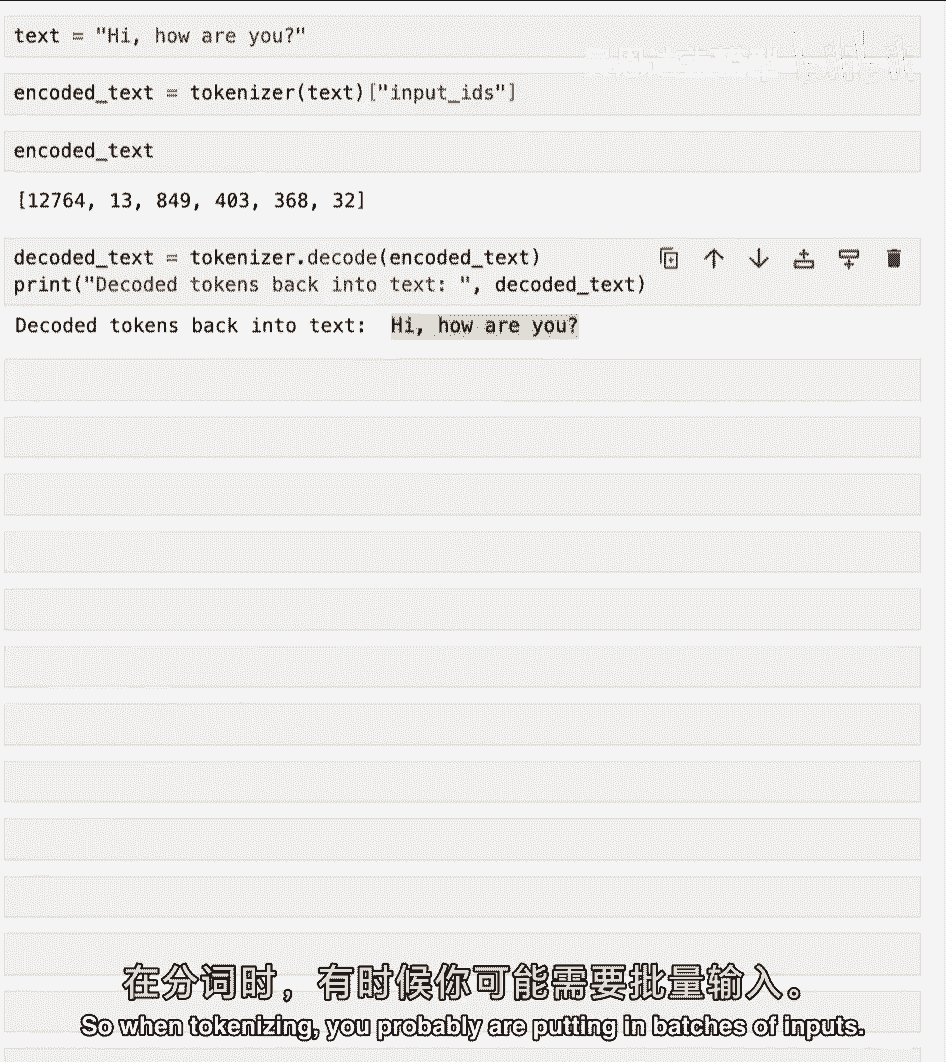 text = "Hi, how are you?"
encoded_text = tokenizer(text)["input_ids"]
encoded_text
[12764, 13, 849, 403, 368, 32]
decoded_text = tokenizer.decode(encoded_text)
print("Decoded tokens back into text: ", decoded_text)
Decoded tokens back into text:  Hi, how are you?
在分词时，有时候你可能需要批量输入。
So when tokenizing, you probably are putting in batches of inputs.